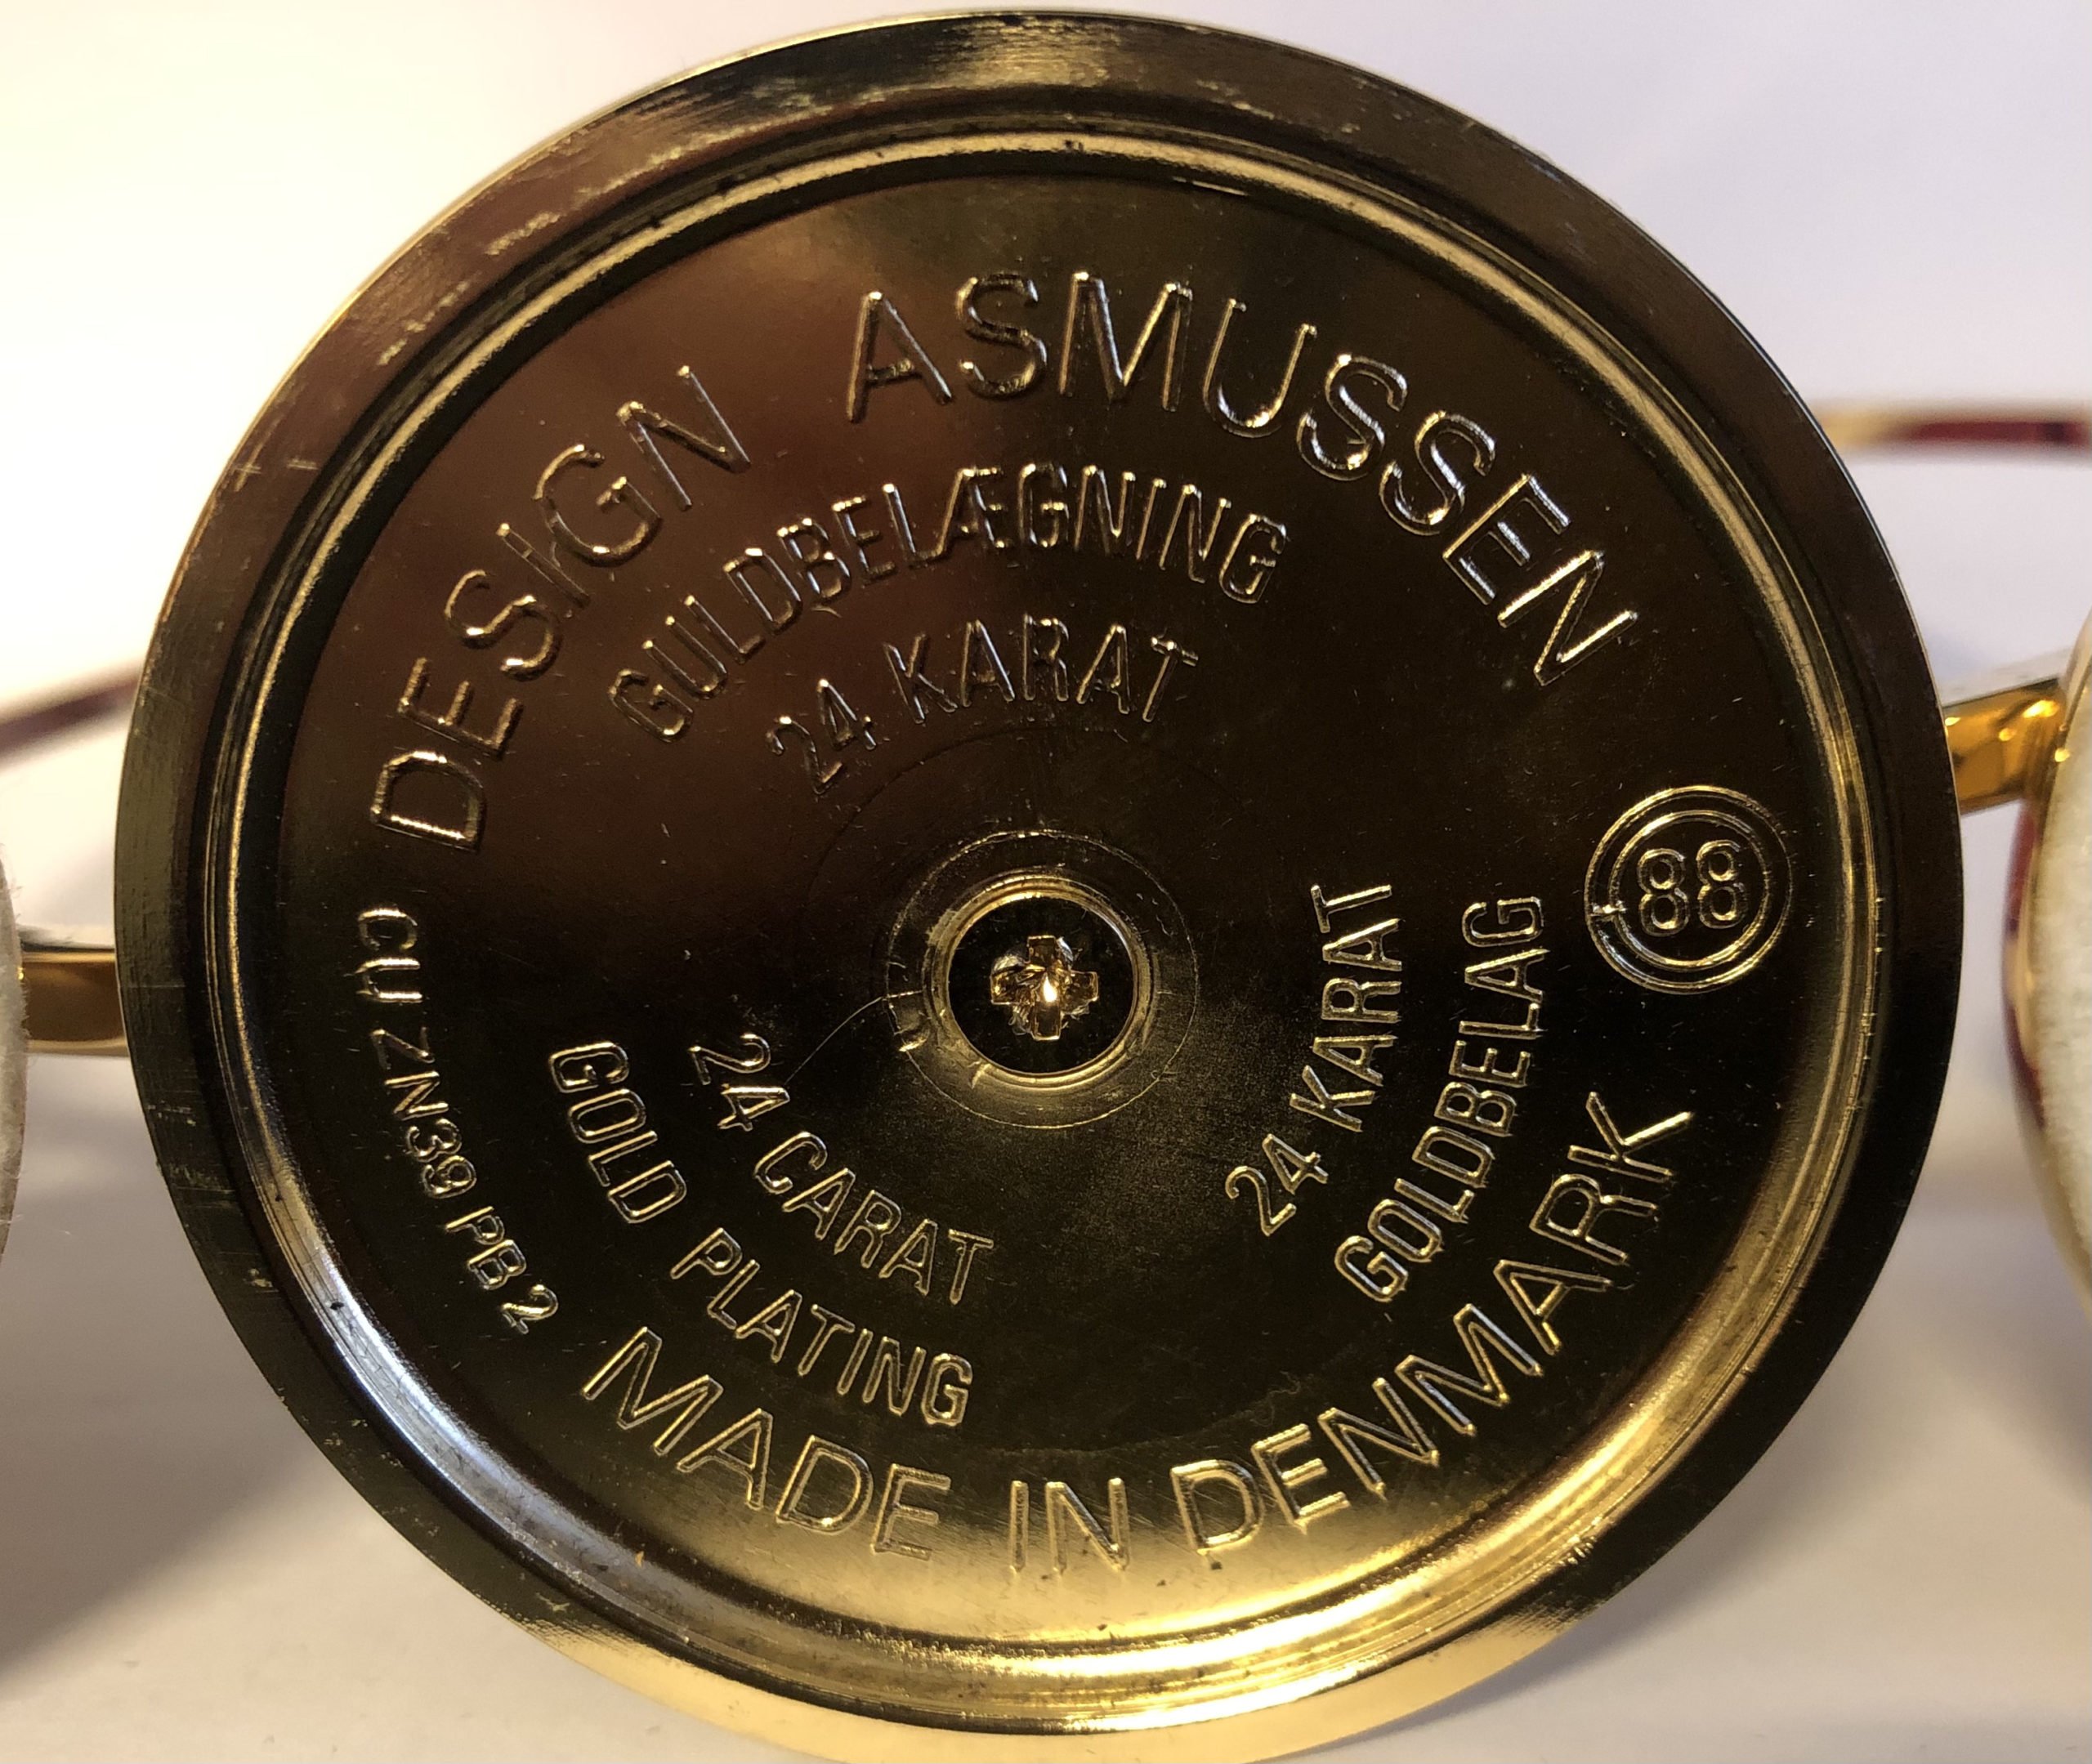 DESIGN ASMUSSEN
GULDBELÆGNING
24 KARAT
88
24 KARAT
GOLDBELAG
24 CARAT
GOLD PLATING
CU ZN39 PB2
MADE IN DENMARK